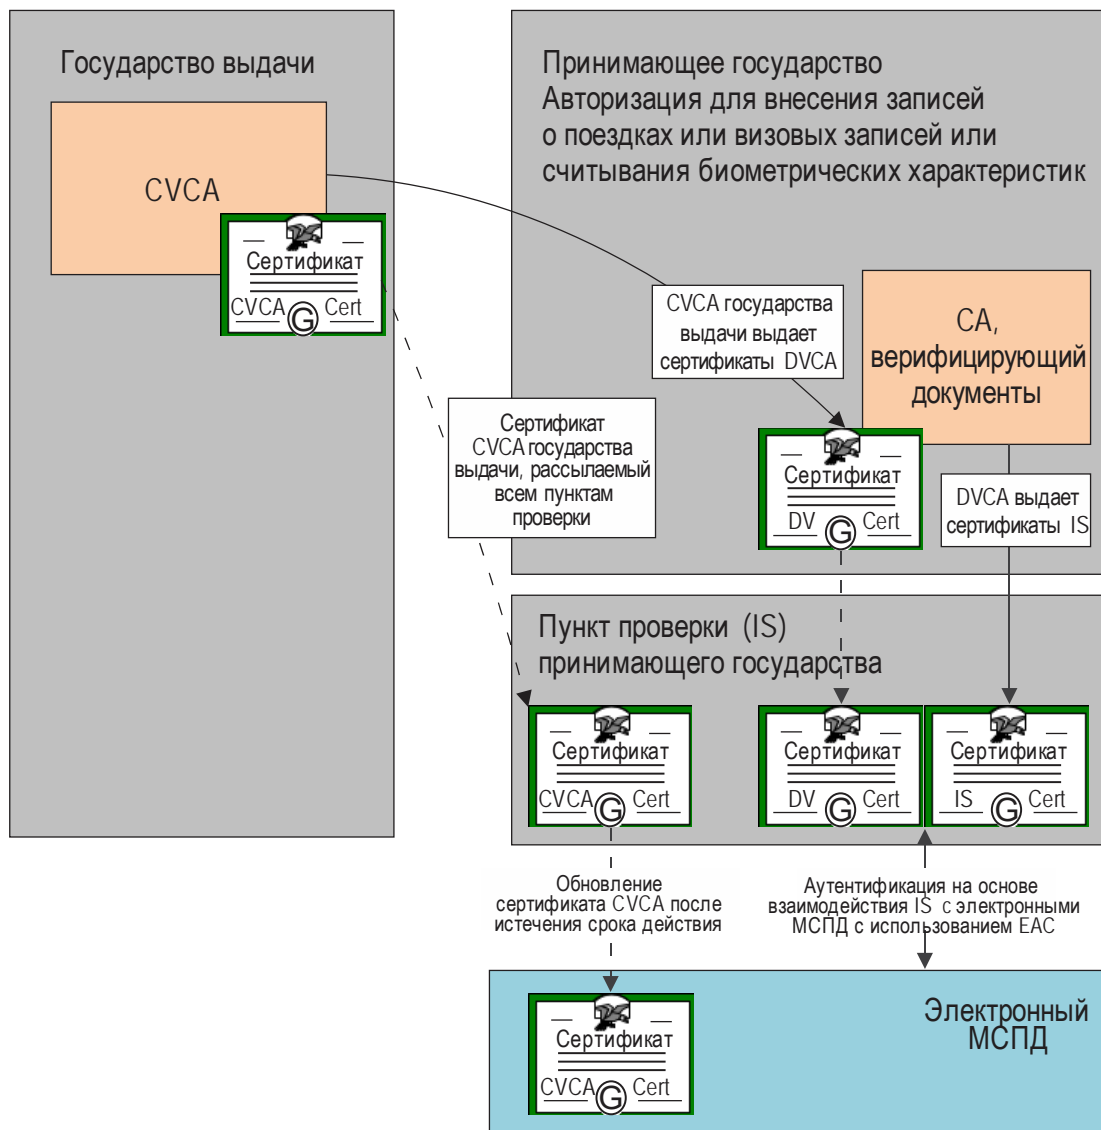 Государство выдачи
CVCA
Сертификат
CVCA G Cert
Принимающее государство
Авторизация для внесения записей
о поездках или визовых записей или
считывания биометрических характеристик
CVCA государства
выдачи выдает
сертификаты DVCA
CA,
верифицирующий
документы
Сертификат
CVCA государства
выдачи, рассылаемый
всем пунктам
проверки
Сертификат
DV G Cert
DVCA выдает
сертификаты IS
Пункт проверки (IS)
принимающего государства
Сертификат
CVCA G Cert
Сертификат
DV G Cert
Сертификат
IS G Cert
Обновление
сертификата CVCA после
истечения срока действия
Аутентификация на основе
взаимодействия IS с электронными
МСПД с использованием EAC
Электронный
МСПД
Сертификат
CVCA G Cert